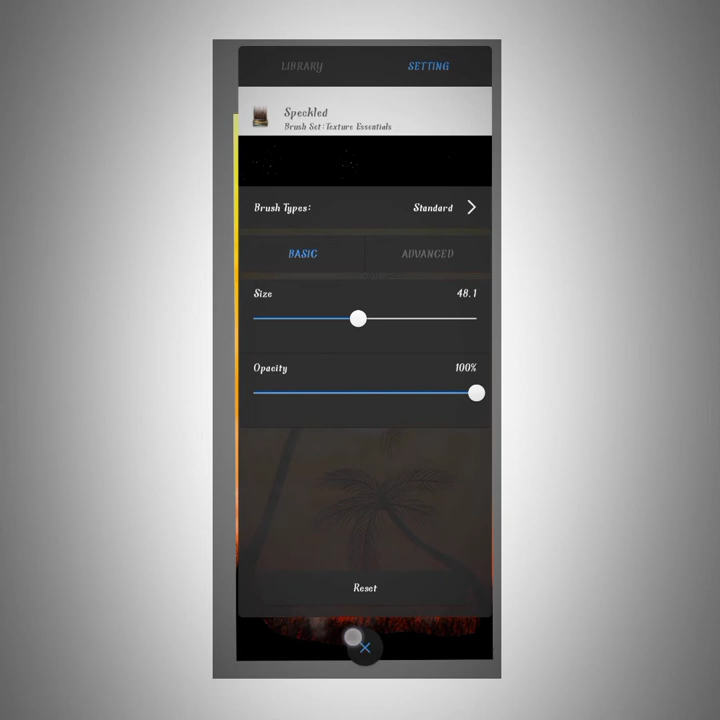 LIBRARY
SETTING
Speckled
Brush Set: Texture Essentials
Brush Types:
Standard
BASIC
ADVANCED
Size
48.1
Opacity
100%
Reset